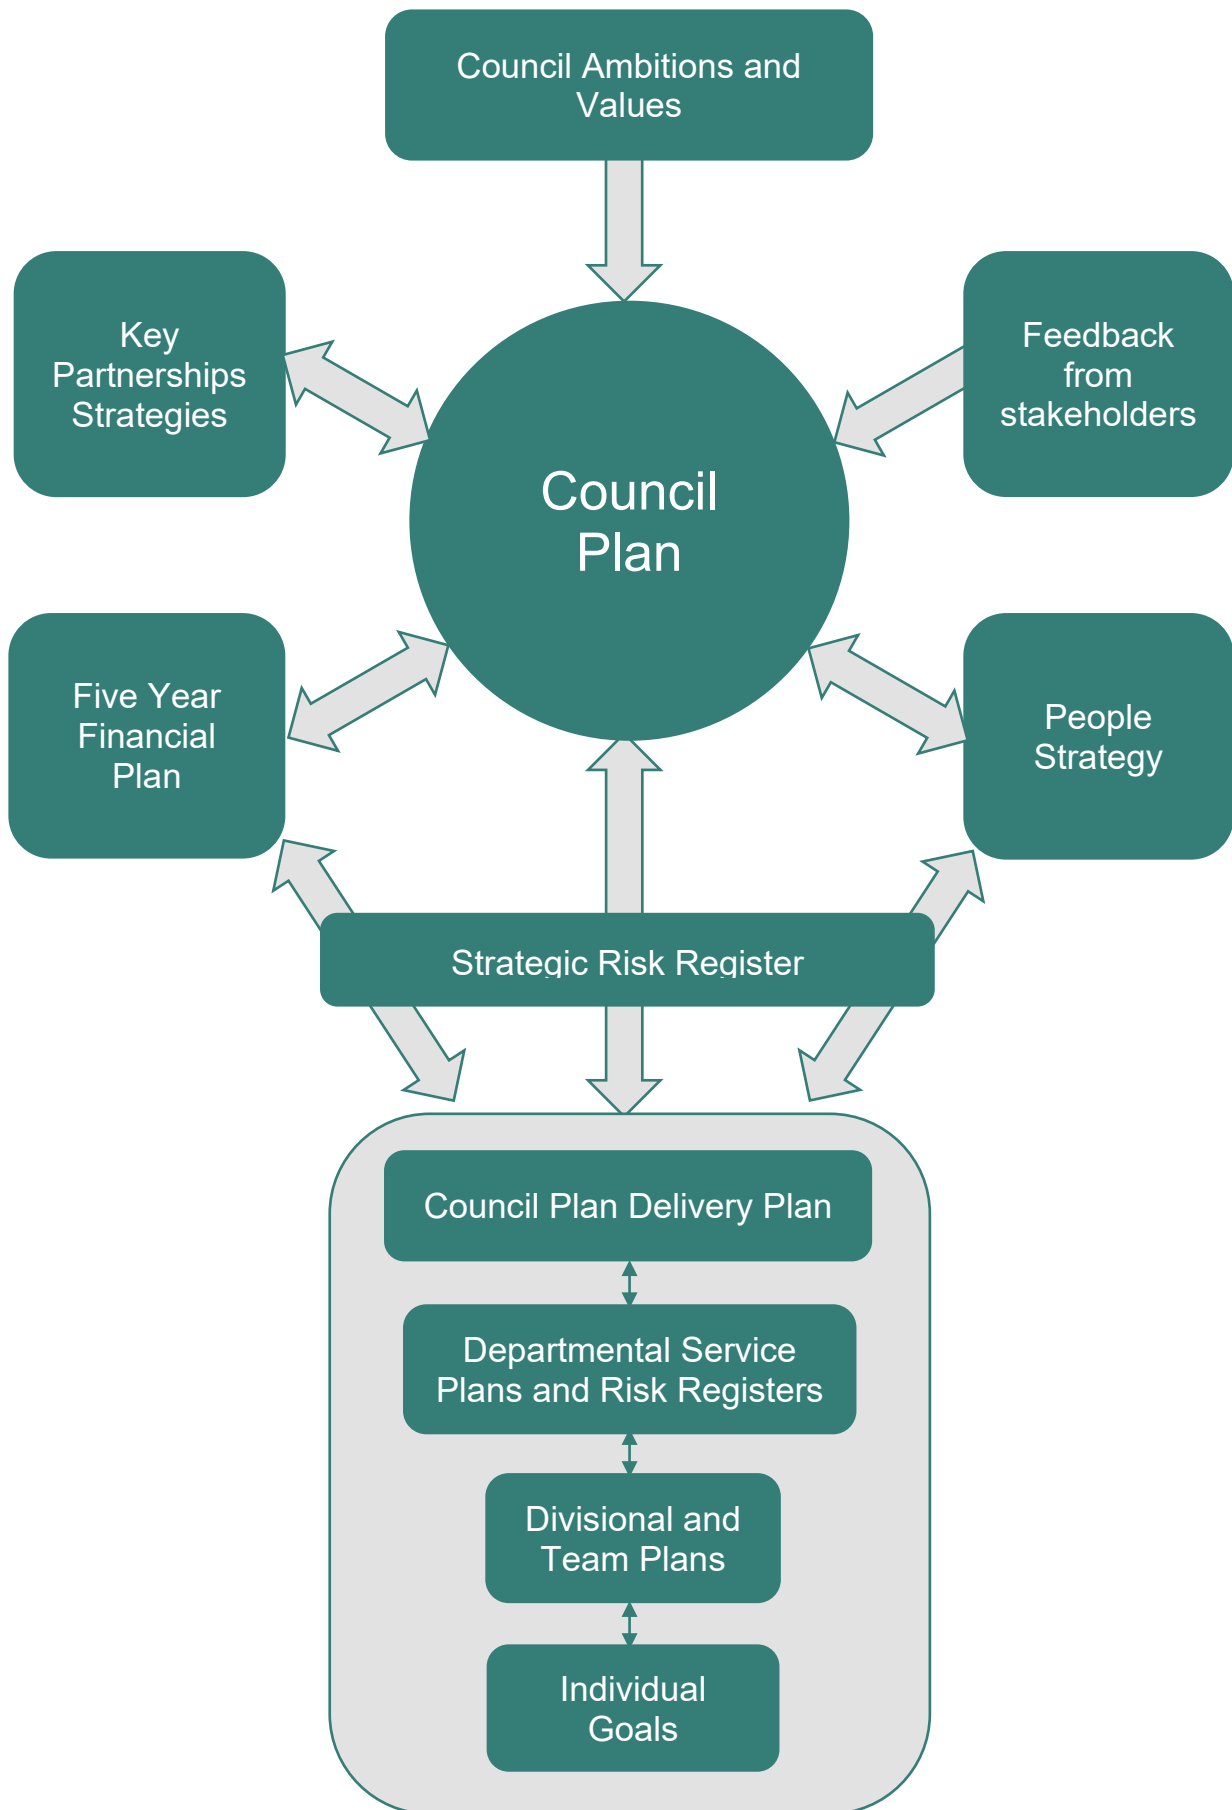 Council Ambitions and
Values
Key
Partnerships
Strategies
Feedback
from
stakeholders
Council
Plan
Five Year
Financial
Plan
People
Strategy
Strategic Risk Register
Council Plan Delivery Plan
Departmental Service
Plans and Risk Registers
Divisional and
Team Plans
Individual
Goals